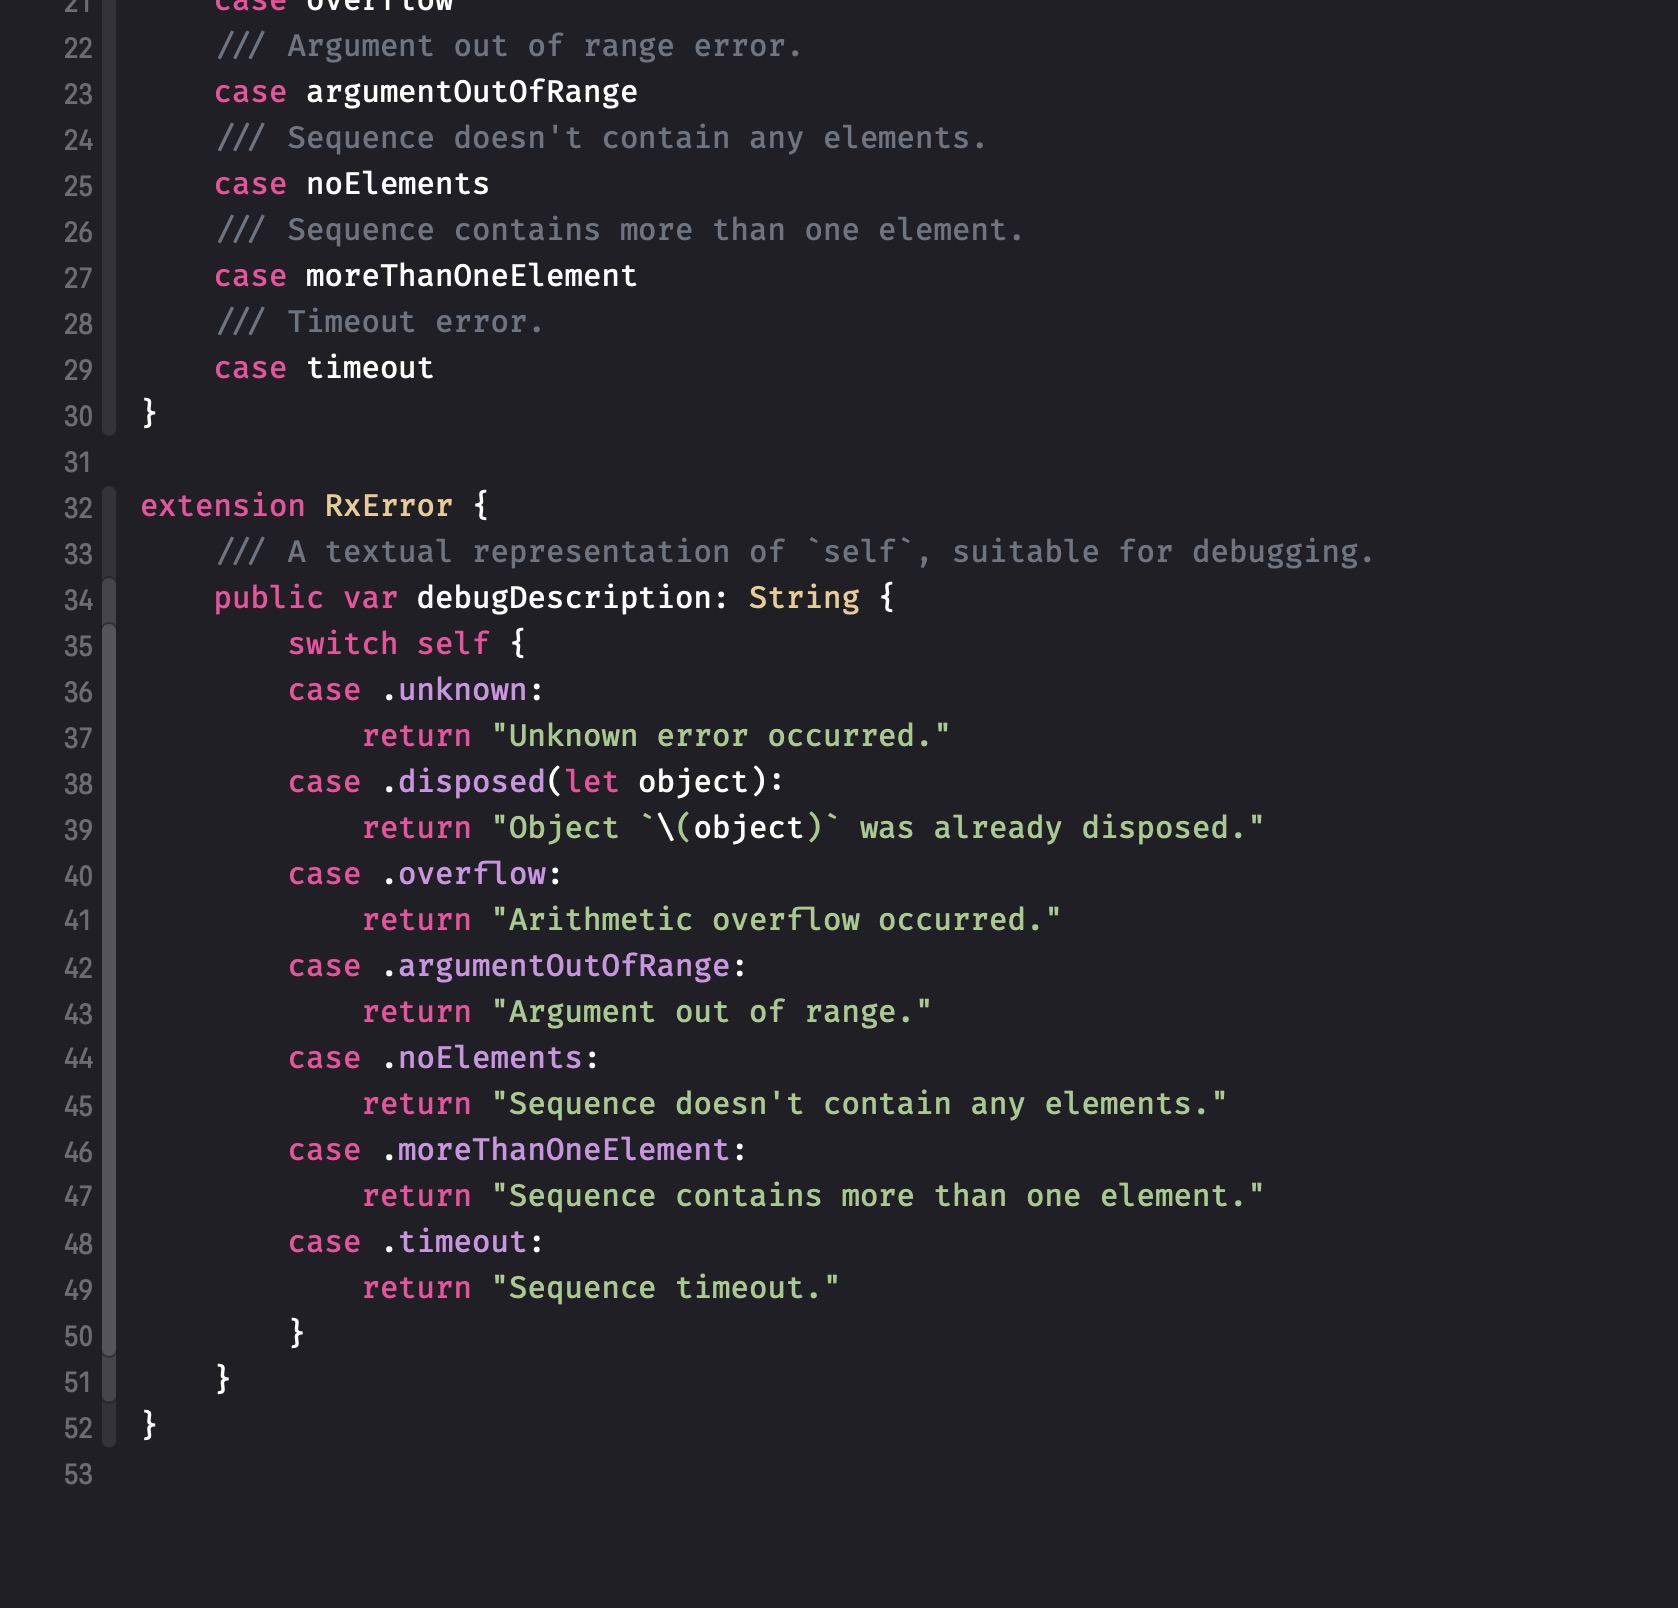 21 case overflow
22 /// Argument out of range error.
23 case argumentOutOfRange
24 /// Sequence doesn't contain any elements.
25 case noElements
26 /// Sequence contains more than one element.
27 case moreThanOneElement
28 /// Timeout error.
29 case timeout
30 }
31
32 extension RxError {
33 /// A textual representation of `self`, suitable for debugging.
34 public var debugDescription: String {
35 switch self {
36 case .unknown:
37 return "Unknown error occurred."
38 case .disposed(let object):
39 return "Object `\(object)` was already disposed."
40 case .overflow:
41 return "Arithmetic overflow occurred."
42 case .argumentOutOfRange:
43 return "Argument out of range."
44 case .noElements:
45 return "Sequence doesn't contain any elements."
46 case .moreThanOneElement:
47 return "Sequence contains more than one element."
48 case .timeout:
49 return "Sequence timeout."
50 }
51 }
52 }
53